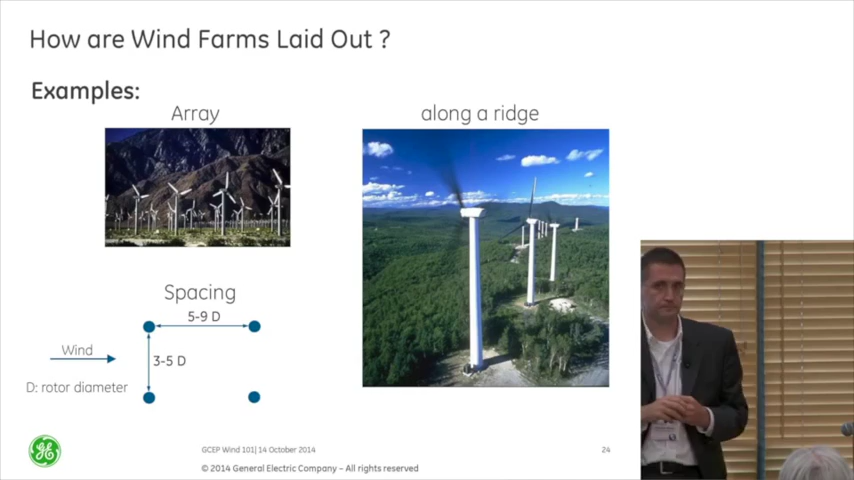 How are Wind Farms Laid Out ?
Examples:
Array
along a ridge
Spacing
5-9 D
Wind
3-5 D
D: rotor diameter
GCEP Wind 101| 14 October 2014
24
© 2014 General Electric Company – All rights reserved